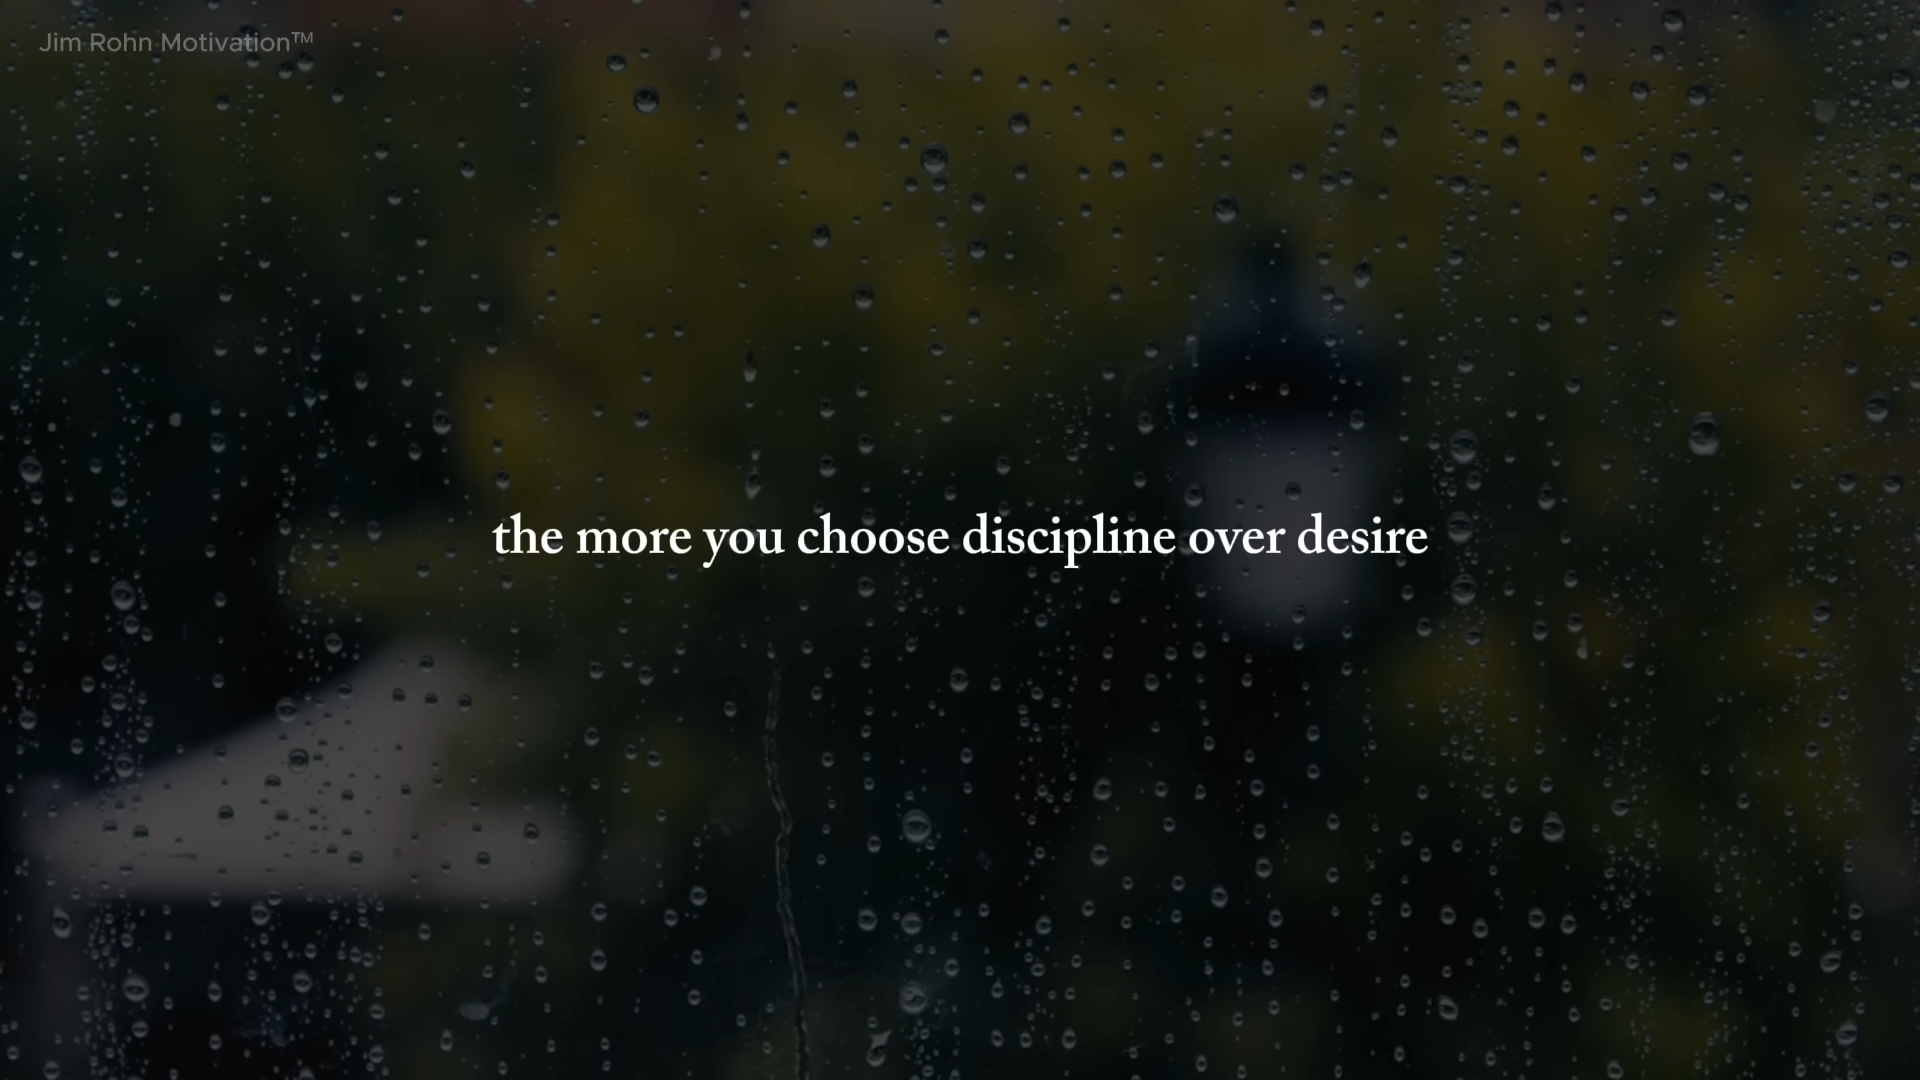 Jim Rohn Motivation™
the more you choose discipline over desire